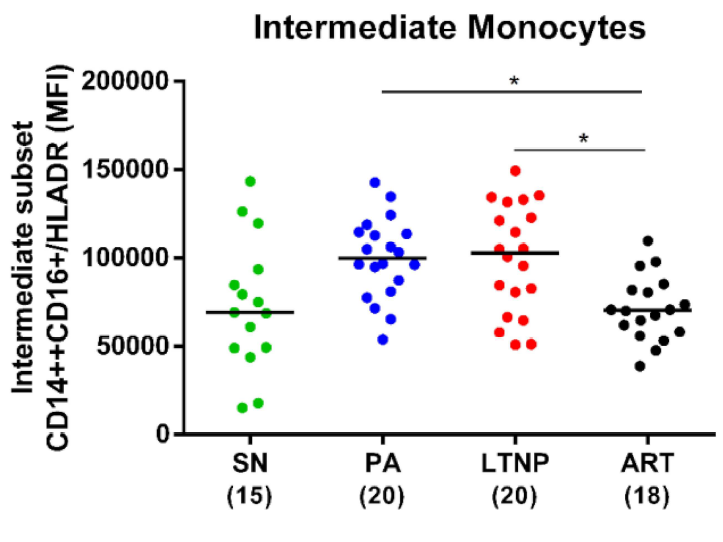 Intermediate Monocytes
Intermediate subset
CD14++CD16+/HLADR (MFI)
200000
150000
100000
50000
0
*
*
SN PA LTNP ART
(15) (20) (20) (18)